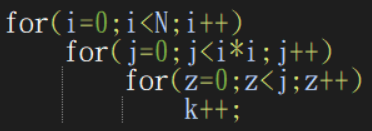 for(i=0;i<N;i++)
for(j=0;j<i*i;j++)
for(z=0;z<j;z++)
k++;